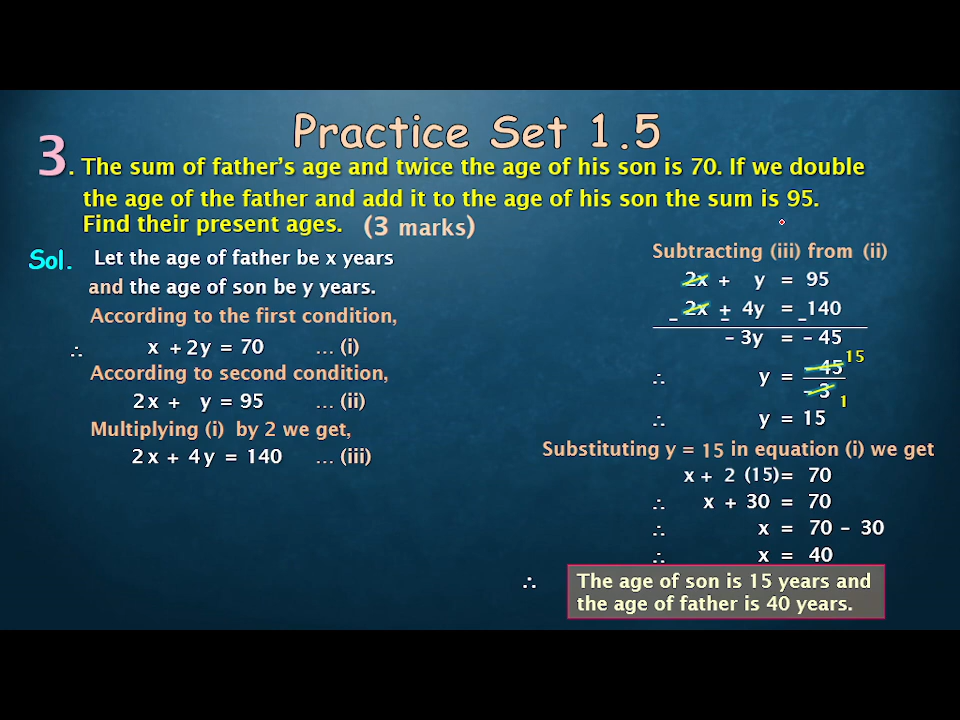 Practice Set 1.5
3. The sum of father's age and twice the age of his son is 70. If we double
the age of the father and add it to the age of his son the sum is 95.
Find their present ages. (3 marks)
Sol. Let the age of father be x years
and the age of son be y years.
According to the first condition,
∴ x + 2y = 70 ... (i)
According to second condition,
2x + y = 95 ... (ii)
Multiplying (i) by 2 we get,
2x + 4y = 140 ... (iii)
Subtracting (iii) from (ii)
2x + y = 95
2x + 4y = 140
- - -
- 3y = - 45
∴ y = - 45 15
- 3 1
∴ y = 15
Substituting y = 15 in equation (i) we get
x + 2 (15) = 70
∴ x + 30 = 70
∴ x = 70 - 30
∴ x = 40
∴ The age of son is 15 years and
the age of father is 40 years.